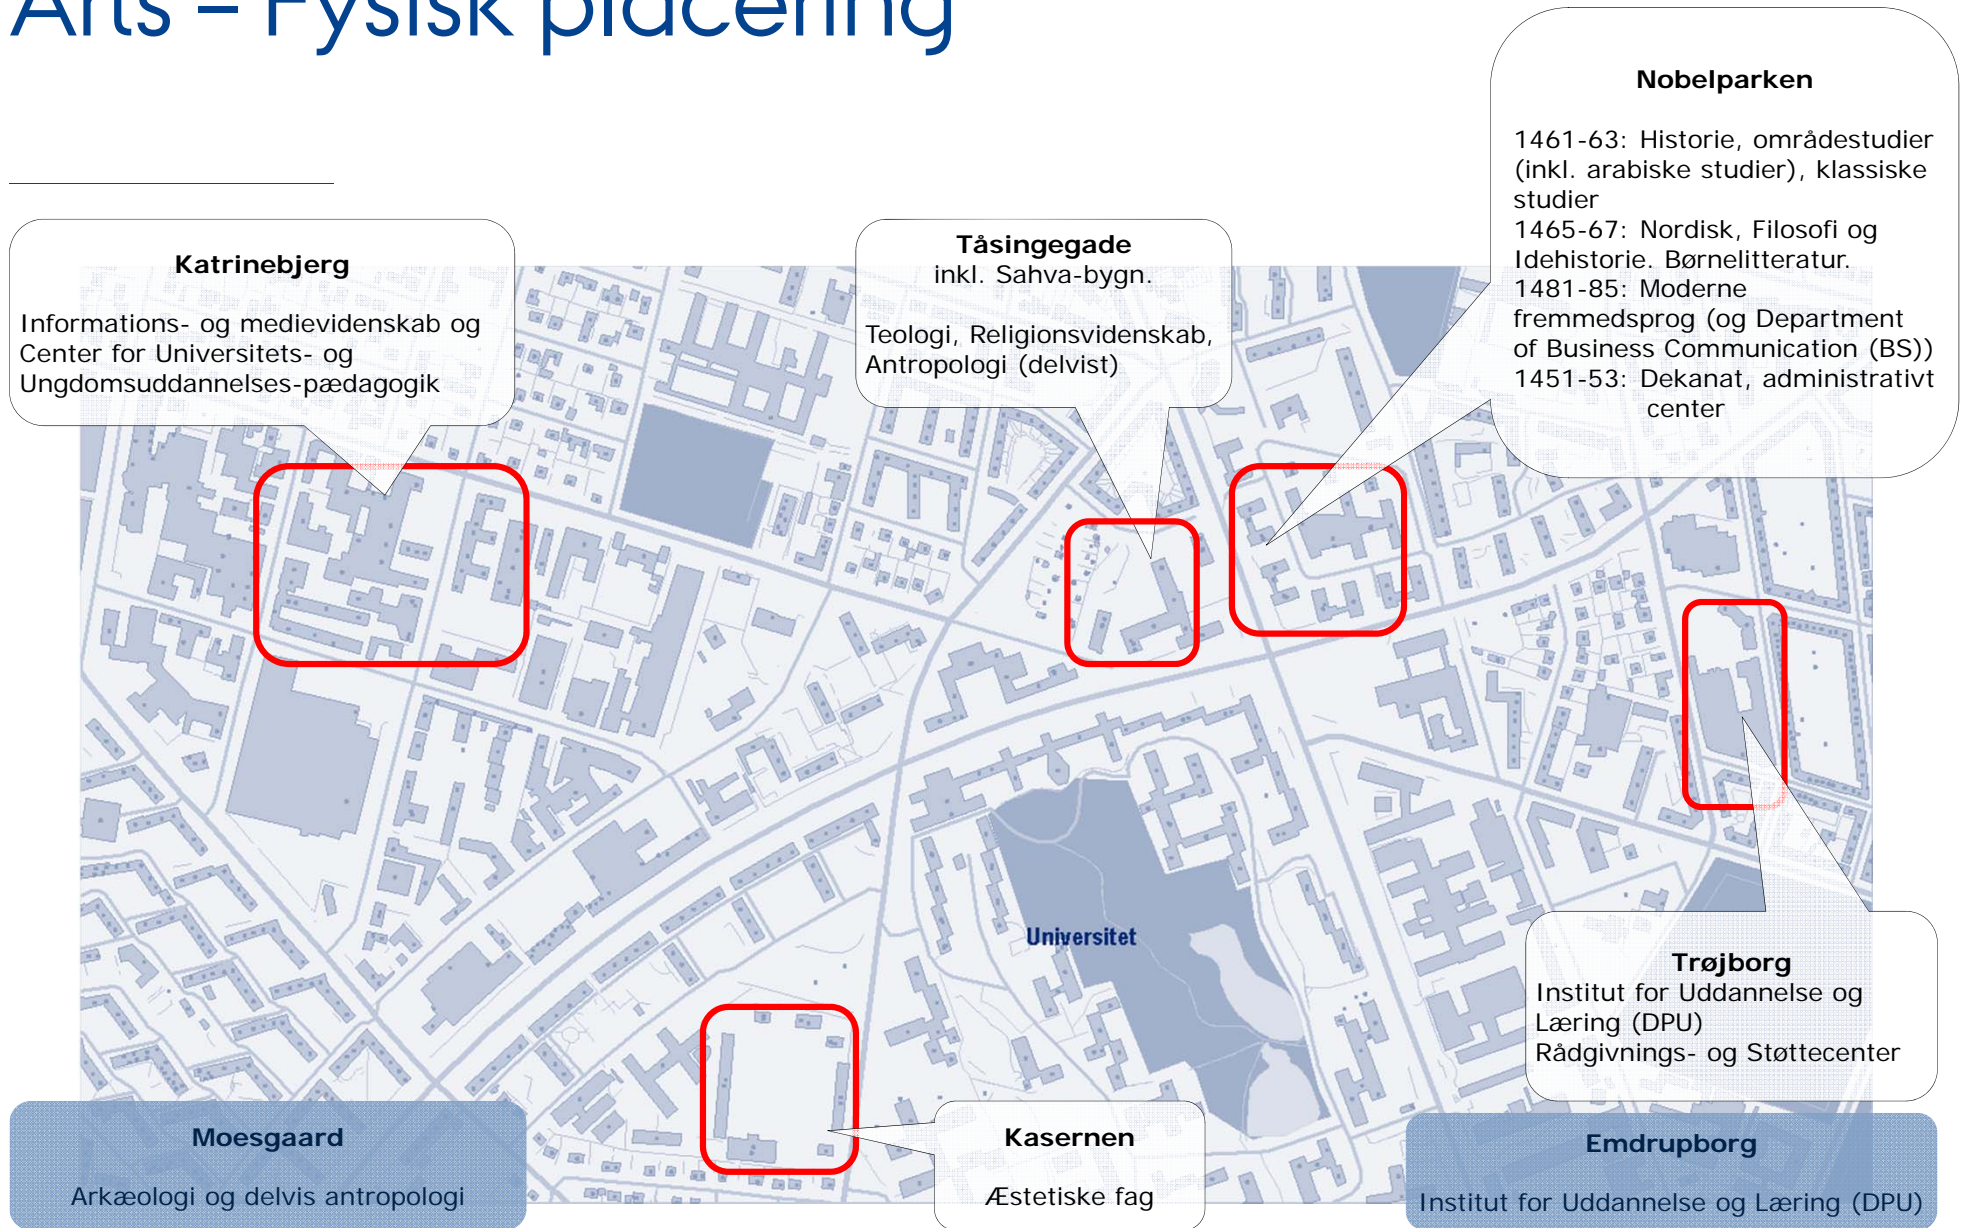 Arts – Fysisk placering
Nobelparken
1461-63: Historie, områdestudier
(inkl. arabiske studier), klassiske
studier
1465-67: Nordisk, Filosofi og
Idehistorie. Børnelitteratur.
1481-85: Moderne
fremmedsprog (og Department
of Business Communication (BS))
1451-53: Dekanat, administrativt
center
Katrinebjerg
Informations- og medievidenskab og
Center for Universitets- og
Ungdomsuddannelses-pædagogik
Tåsingegade
inkl. Sahva-bygn.
Teologi, Religionsvidenskab,
Antropologi (delvist)
Universitet
Trøjborg
Institut for Uddannelse og
Læring (DPU)
Rådgivnings- og Støttecenter
Moesgaard
Arkæologi og delvis antropologi
Kasernen
Æstetiske fag
Emdrupborg
Institut for Uddannelse og Læring (DPU)